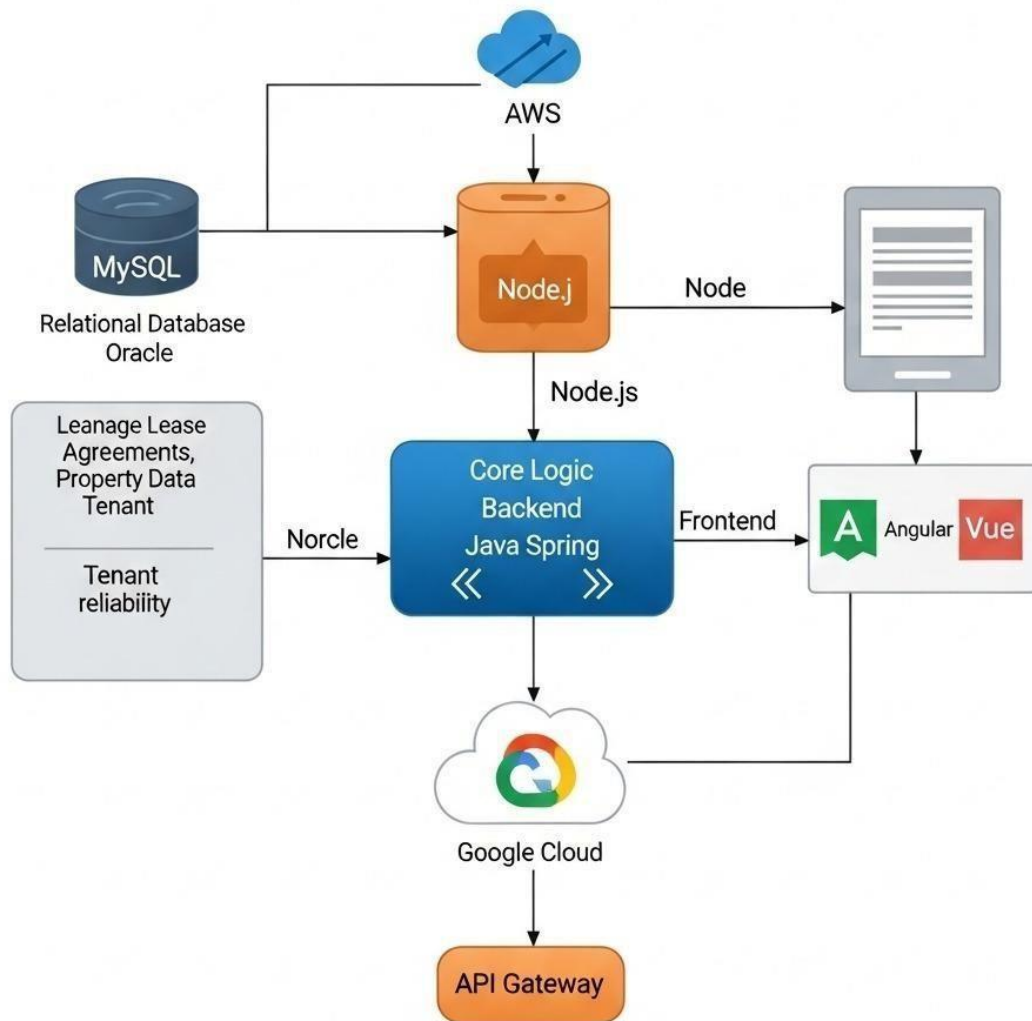 AWS
MySQL
Relational Database
Oracle
Node.j
Node
Node.js
Leanage Lease
Agreements,
Property Data
Tenant
Tenant
reliability
Norcle
Core Logic
Backend
Java Spring
Frontend
A
Angular
Vue
Google Cloud
API Gateway